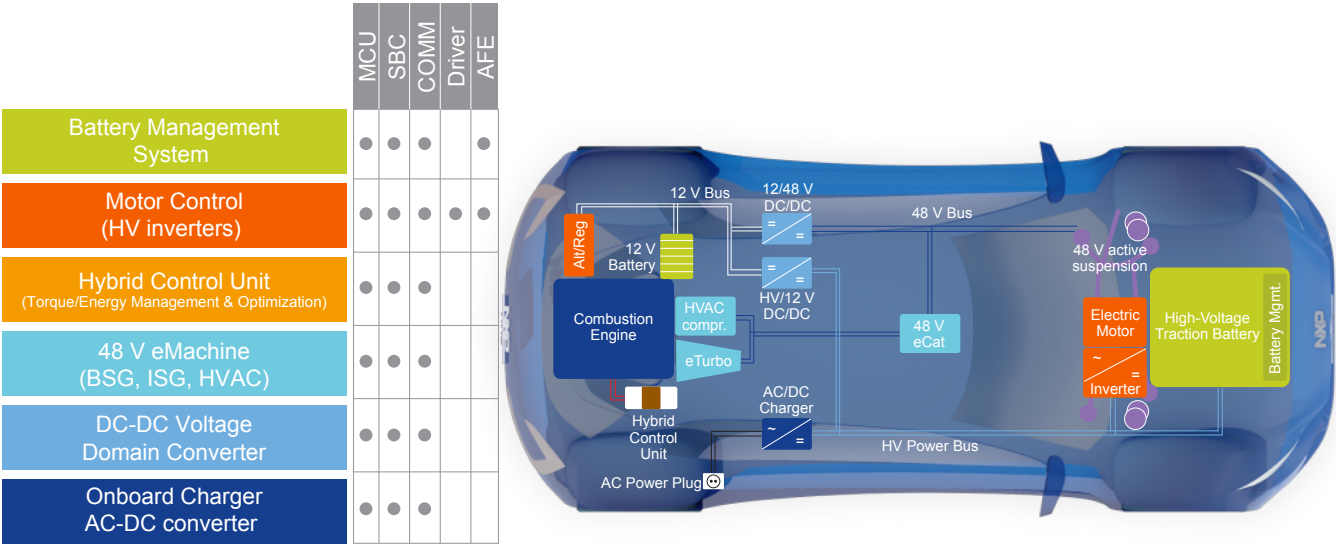 MCU
SBC
COMM
Driver
AFE
Battery Management
System
Motor Control
(HV inverters)
Hybrid Control Unit
(Torque/Energy Management & Optimization)
48 V eMachine
(BSG, ISG, HVAC)
DC-DC Voltage
Domain Converter
Onboard Charger
AC-DC converter
12 V Bus
12/48 V
DC/DC
48 V Bus
Alt/Reg
12 V
Battery
=
=
=
=
48 V active
suspension
HV/12 V
DC/DC
Combustion
Engine
HVAC
compr.
eTurbo
48 V
eCat
Electric
Motor
~
=
Inverter
High-Voltage
Traction Battery
Battery Mgmt.
NXP
AC/DC
Charger
~
=
Hybrid
Control
Unit
HV Power Bus
AC Power Plug